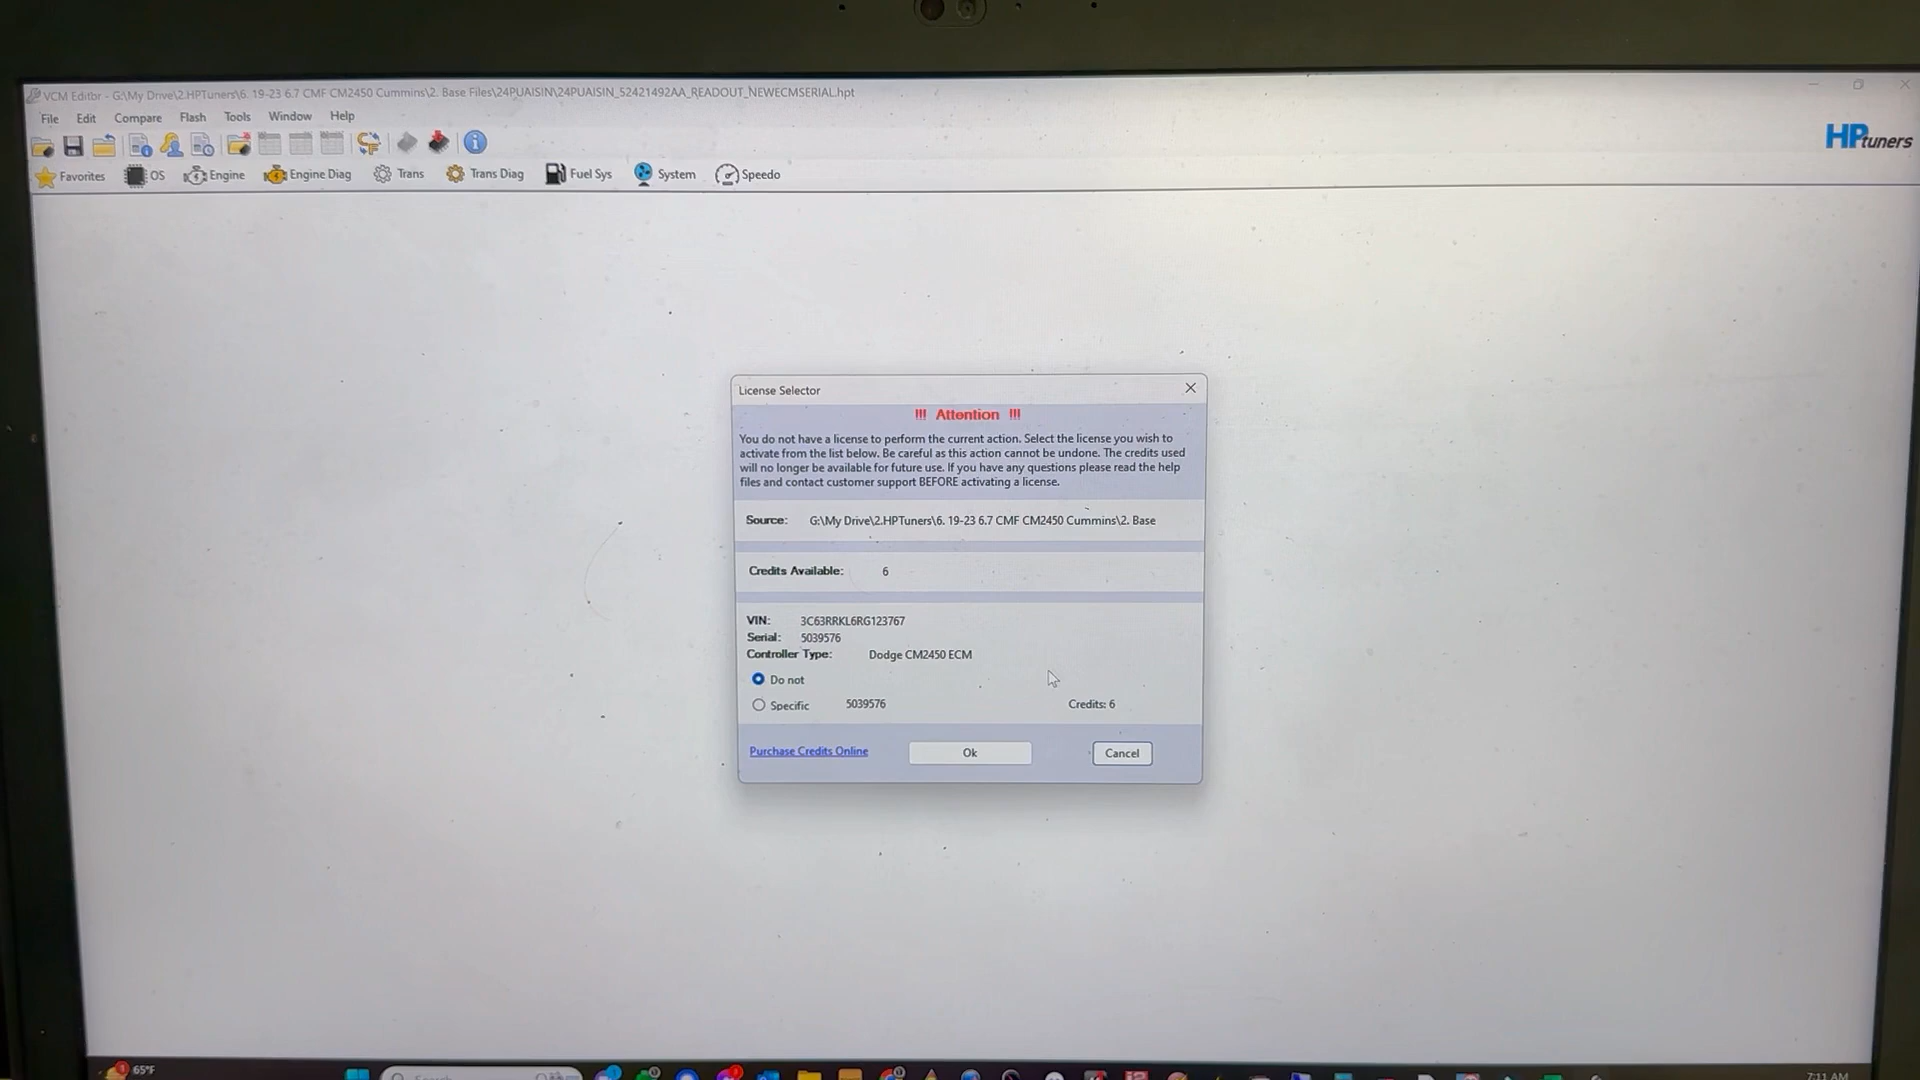 VCM Editor - G:\My Drive\2.HPTuners\6. 19-23 6.7 CMF CM2450 Cummins\2. Base Files\24PUAISIN\24PUAISIN_52421492AA_READOUT_NEWECMSERIAL.hpt
File Edit Compare Flash Tools Window Help
HPtuners
Favorites OS Engine Engine Diag Trans Trans Diag Fuel Sys System Speedo
License Selector
!!! Attention !!!
You do not have a license to perform the current action. Select the license you wish to
activate from the list below. Be careful as this action cannot be undone. The credits used
will no longer be available for future use. If you have any questions please read the help
files and contact customer support BEFORE activating a license.
Source: G:\My Drive\2.HPTuners\6. 19-23 6.7 CMF CM2450 Cummins\2. Base
Credits Available: 6
VIN: 3C63RRKL6RG123767
Serial: 5039576
Controller Type: Dodge CM2450 ECM
Do not
Specific 5039576 Credits: 6
Purchase Credits Online Ok Cancel
65°F
Search
7:11 AM